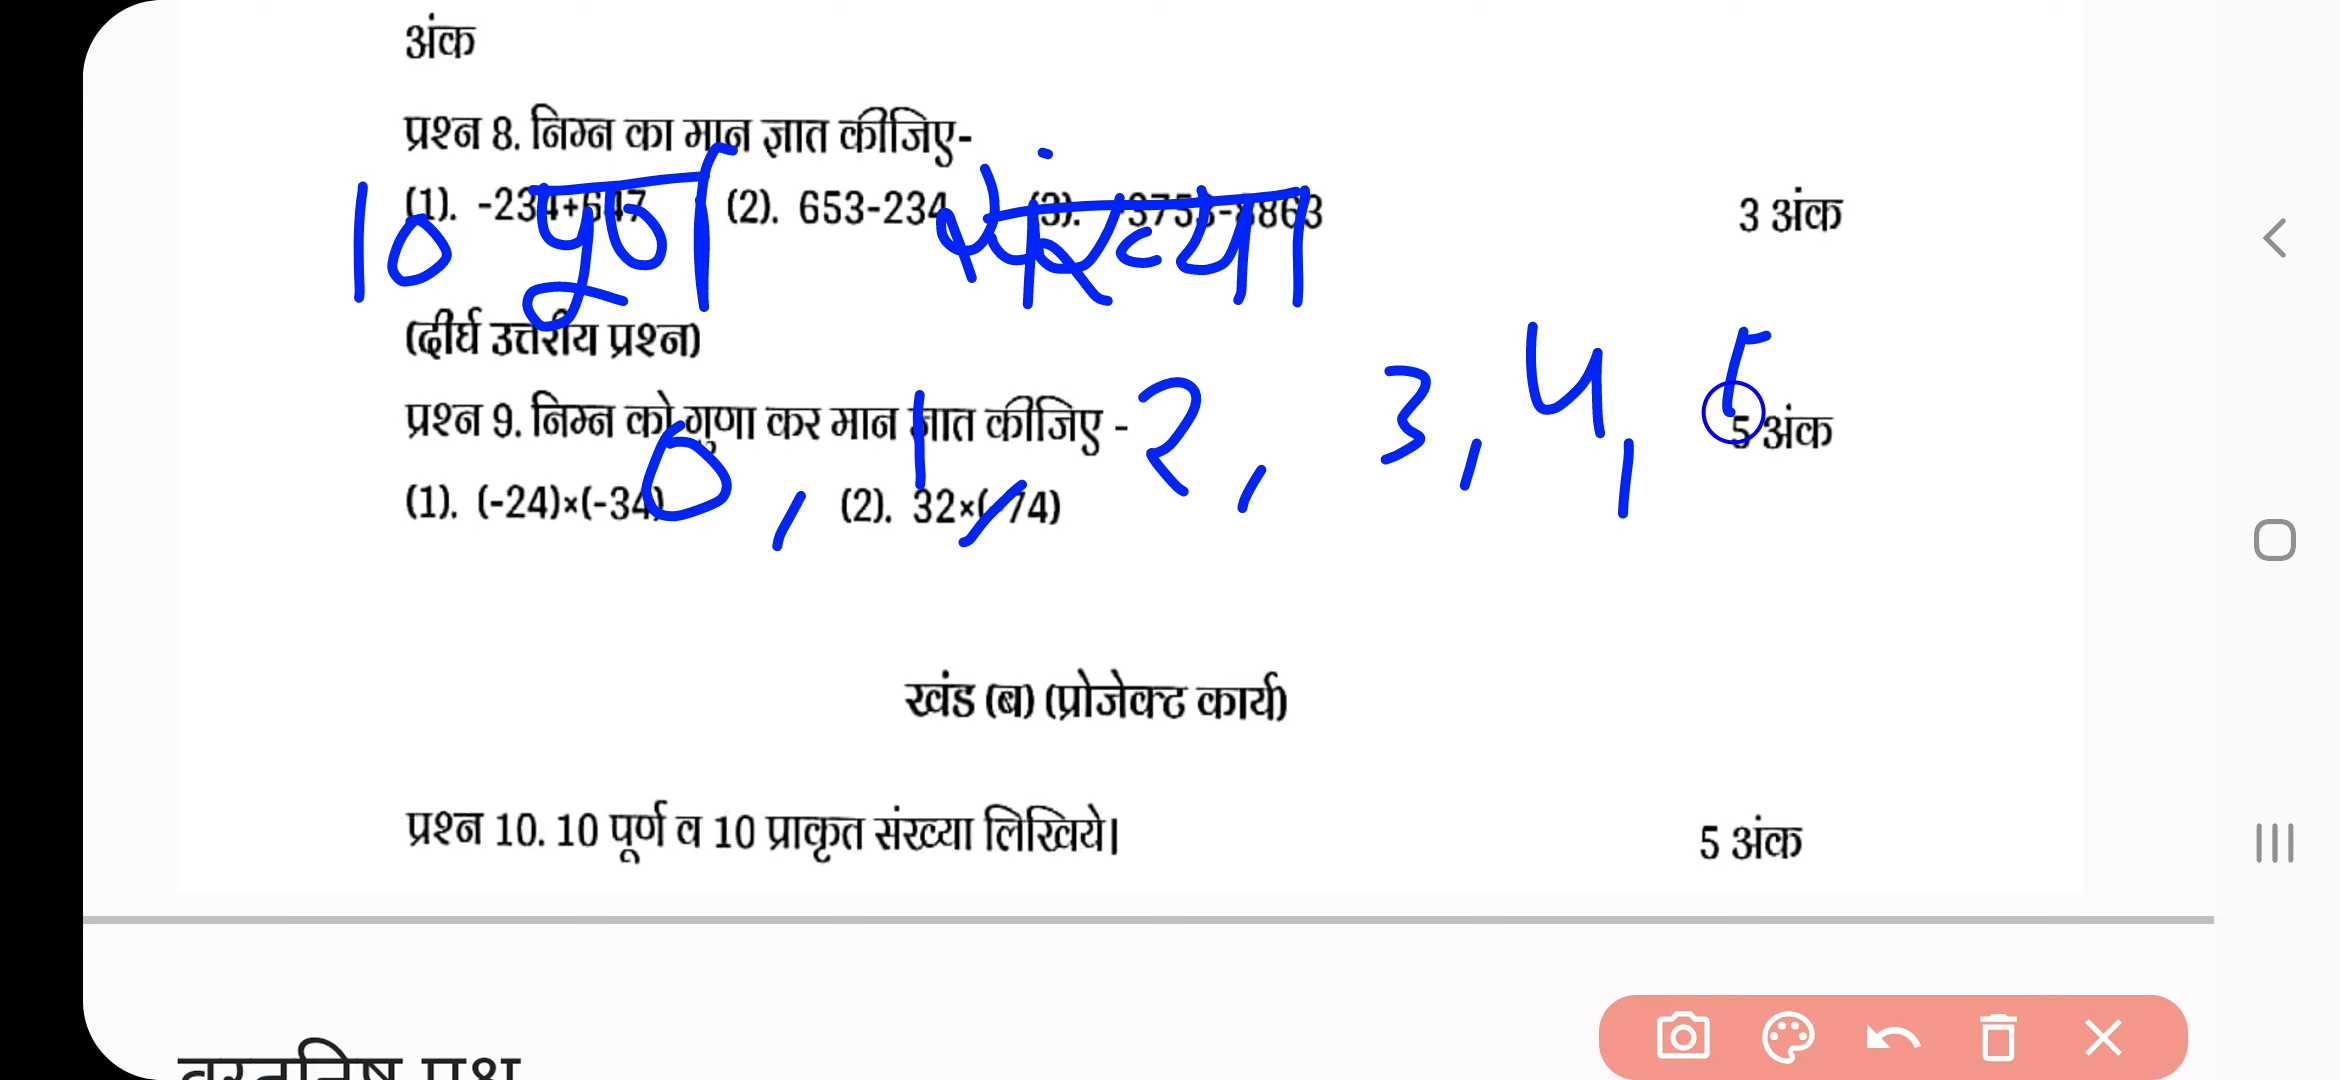 अंक
प्रश्न 8. निम्न का मान ज्ञात कीजिए-
(1). -234+647 (2). 653-234 (3). -3753-8863 3 अंक
10 पूर्ण संख्या
(दीर्घ उत्तरीय प्रश्न)
प्रश्न 9. निम्न को गुणा कर मान ज्ञात कीजिए - 5 अंक
0, 1, 2, 3, 4, 5
(1). (-24)×(-34) (2). 32×(-74)
खंड (ब) (प्रोजेक्ट कार्य)
प्रश्न 10. 10 पूर्ण व 10 प्राकृत संख्या लिखिये। 5 अंक